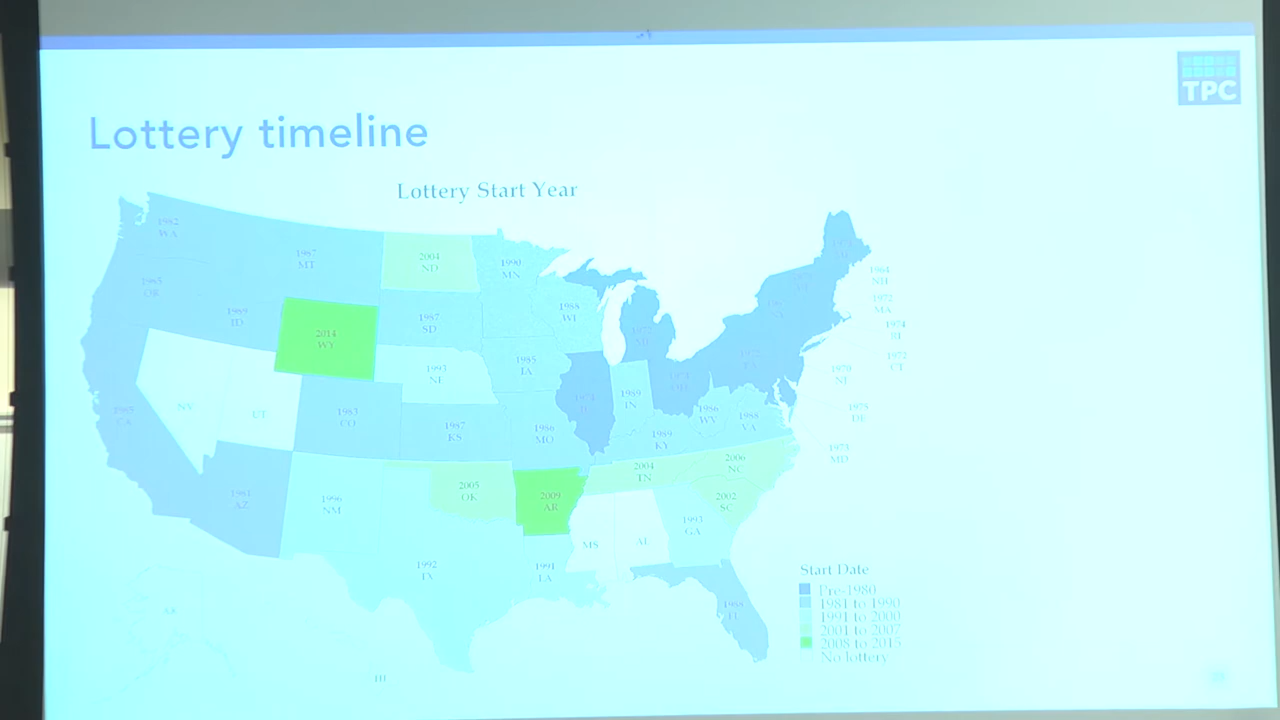 TPC
Lottery timeline
Lottery Start Year
1982
WA
1987
MT
2004
ND
1990
MN
1985
OR
1989
ID
2014
WY
1987
SD
1988
WI
1972
1985
IA
1993
NE
NV
UT
1983
CO
1987
KS
1986
MO
1989
IN
1986
WV
1988
VA
1989
KY
1985
CA
1981
AZ
1996
NM
2005
OK
2009
AR
2004
TN
2006
NC
2002
SC
1993
GA
MS
AL
1992
TX
1991
LA
1988
FL
1964
NH
1972
MA
1974
RI
1972
CT
1970
NJ
1975
DE
1973
MD
HI
Start Date
Pre-1980
1981 to 1990
1991 to 2000
2001 to 2007
2008 to 2015
No lottery